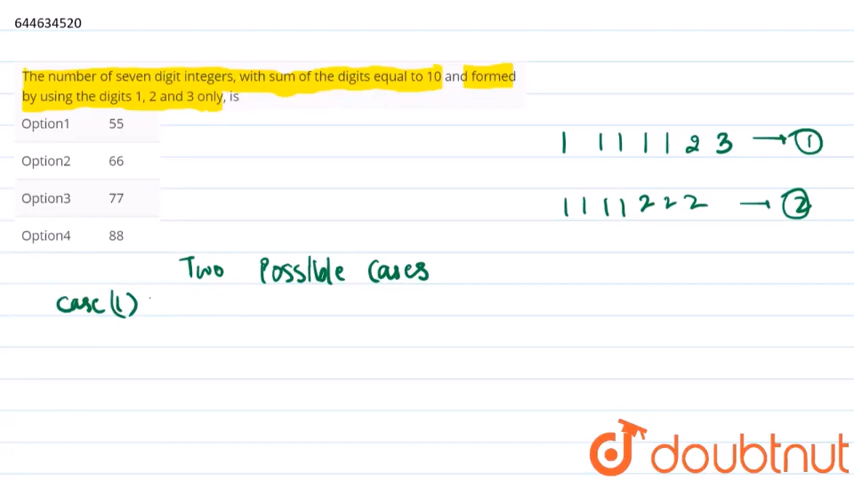 644634520
The number of seven digit integers, with sum of the digits equal to 10 and formed
by using the digits 1, 2 and 3 only, is
Option1 55
Option2 66
Option3 77
Option4 88
1 1 1 1 1 2 3 → 1
1 1 1 1 2 2 2 → 2
Two Possible Cases
Case (1)
doubtnut